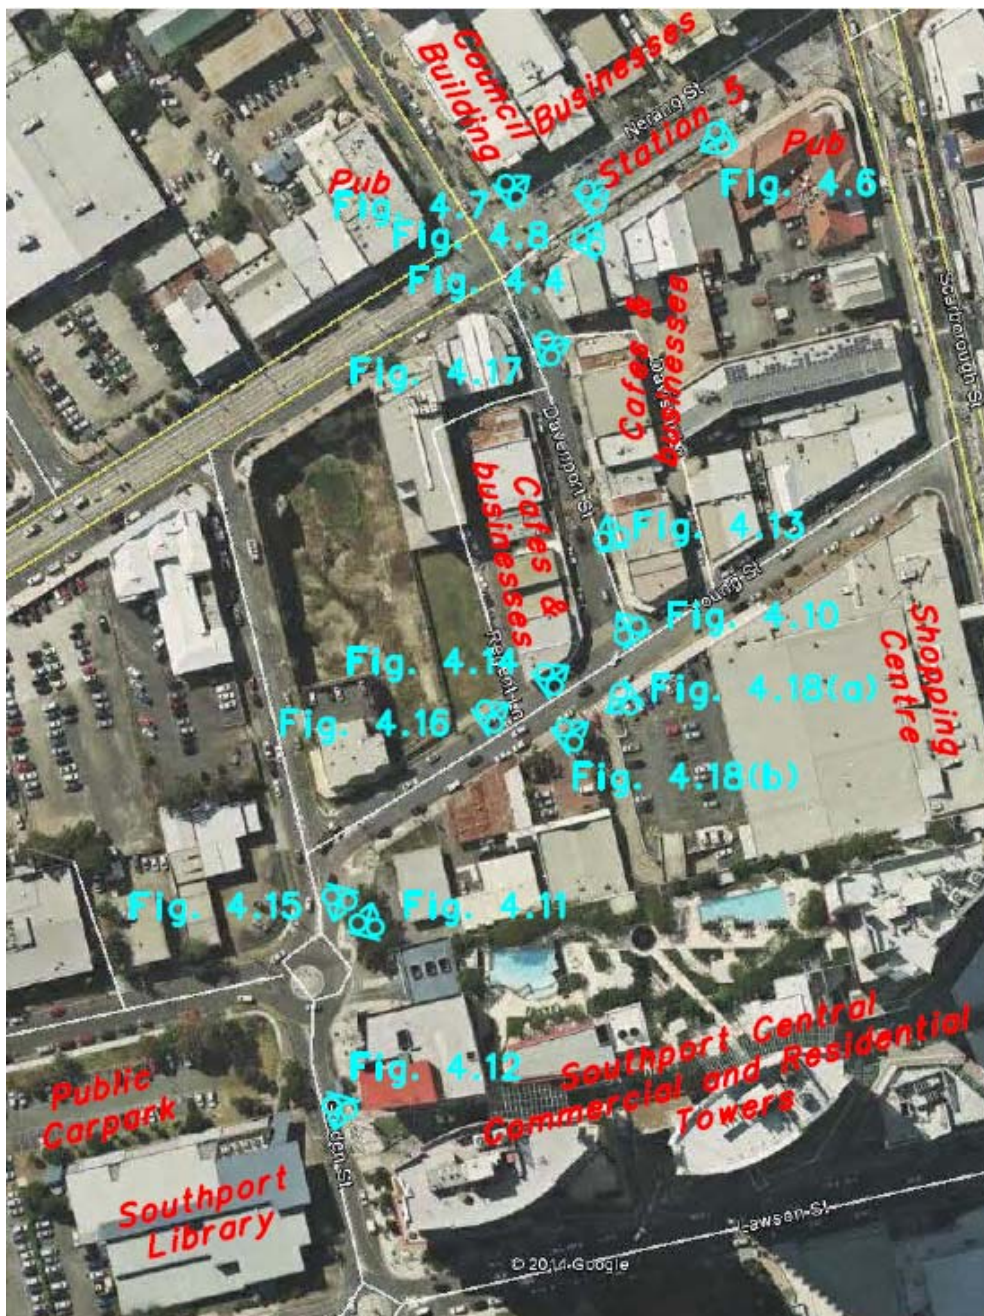 Council
Building
Businesses
Nerang St
Station 5
Pub
Pub
Fig. 4.7
Fig. 4.6
Fig. 4.8
Fig. 4.4
Cafes &
businesses
Scarborough St
Fig. 4.17
Davenport St
Cafes &
businesses
Fig. 4.13
Fig. 4.10
Shopping
Centre
Fig. 4.14
Fig. 4.18(a)
Fig. 4.16
Fig. 4.18(b)
Fig. 4.15
Fig. 4.11
Southport Central
Commercial and Residential
Towers
Fig. 4.12
Public
Carpark
Southport
Library
Lawson St
© 2014 Google